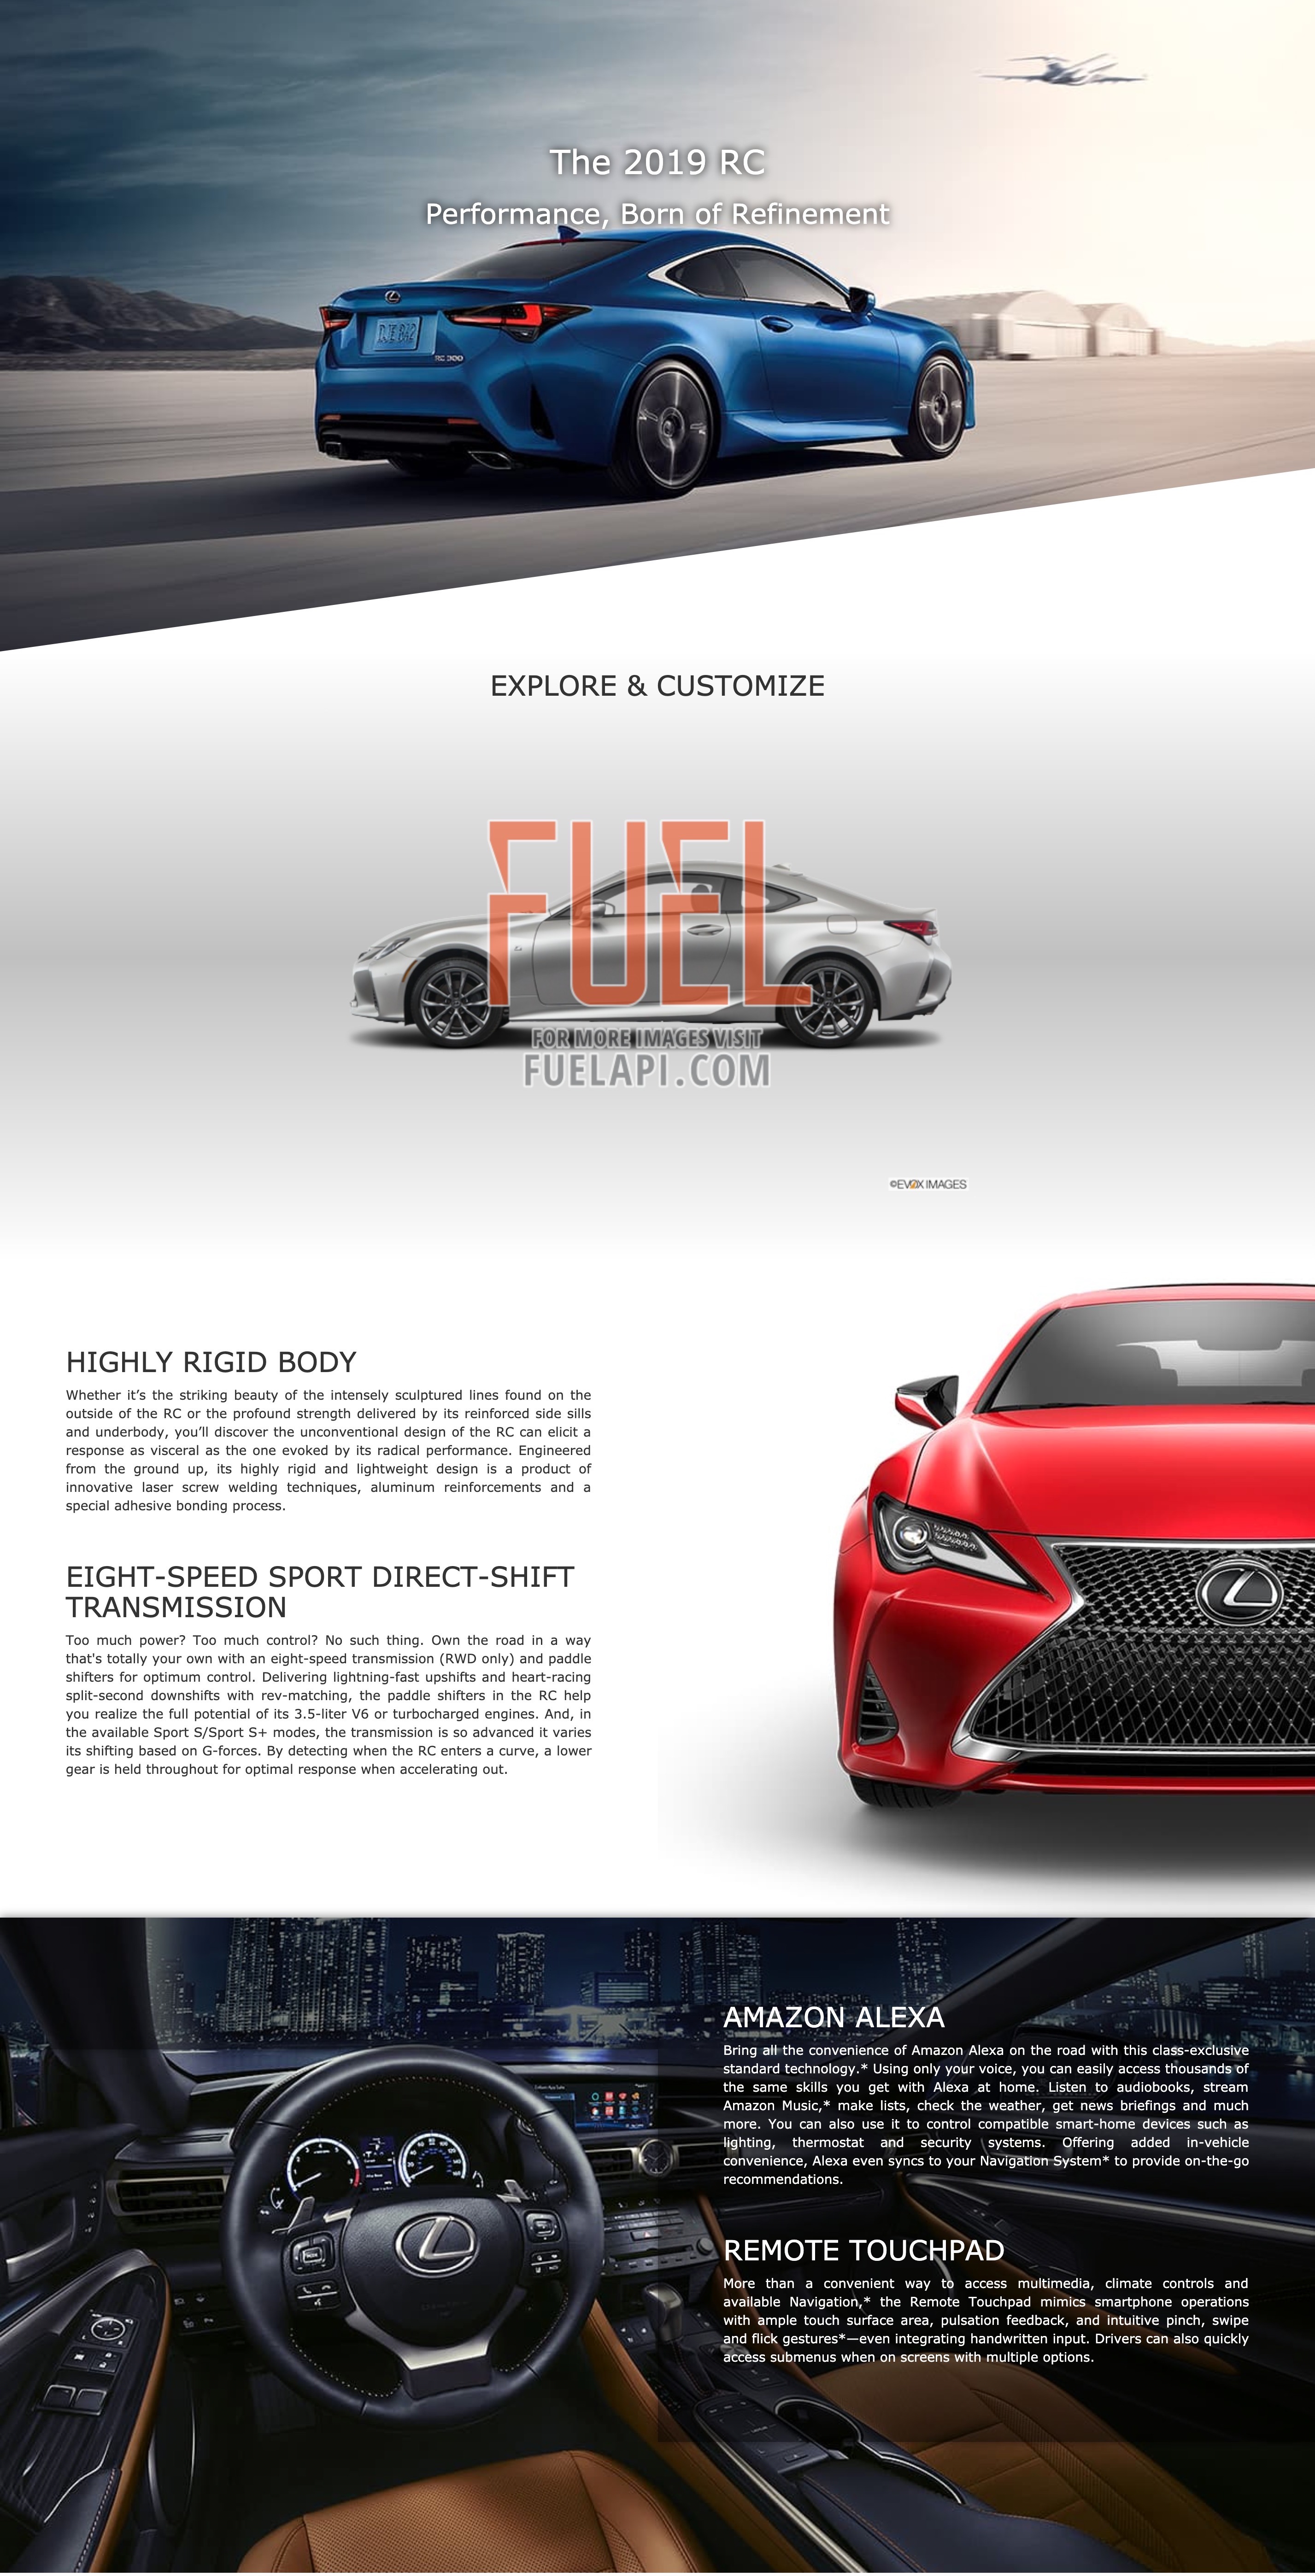 The 2019 RC
Performance, Born of Refinement
RC 300
EXPLORE & CUSTOMIZE
FUEL
FOR MORE IMAGES VISIT
FUELAPI.COM
©EVOX IMAGES
HIGHLY RIGID BODY
Whether it’s the striking beauty of the intensely sculptured lines found on the
outside of the RC or the profound strength delivered by its reinforced side sills
and underbody, you’ll discover the unconventional design of the RC can elicit a
response as visceral as the one evoked by its radical performance. Engineered
from the ground up, its highly rigid and lightweight design is a product of
innovative laser screw welding techniques, aluminum reinforcements and a
special adhesive bonding process.
EIGHT-SPEED SPORT DIRECT-SHIFT
TRANSMISSION
Too much power? Too much control? No such thing. Own the road in a way
that's totally your own with an eight-speed transmission (RWD only) and paddle
shifters for optimum control. Delivering lightning-fast upshifts and heart-racing
split-second downshifts with rev-matching, the paddle shifters in the RC help
you realize the full potential of its 3.5-liter V6 or turbocharged engines. And, in
the available Sport S/Sport S+ modes, the transmission is so advanced it varies
its shifting based on G-forces. By detecting when the RC enters a curve, a lower
gear is held throughout for optimal response when accelerating out.
AMAZON ALEXA
Bring all the convenience of Amazon Alexa on the road with this class-exclusive
standard technology.* Using only your voice, you can easily access thousands of
the same skills you get with Alexa at home. Listen to audiobooks, stream
Amazon Music,* make lists, check the weather, get news briefings and much
more. You can also use it to control compatible smart-home devices such as
lighting, thermostat and security systems. Offering added in-vehicle
convenience, Alexa even syncs to your Navigation System* to provide on-the-go
recommendations.
REMOTE TOUCHPAD
More than a convenient way to access multimedia, climate controls and
available Navigation,* the Remote Touchpad mimics smartphone operations
with ample touch surface area, pulsation feedback, and intuitive pinch, swipe
and flick gestures*—even integrating handwritten input. Drivers can also quickly
access submenus when on screens with multiple options.